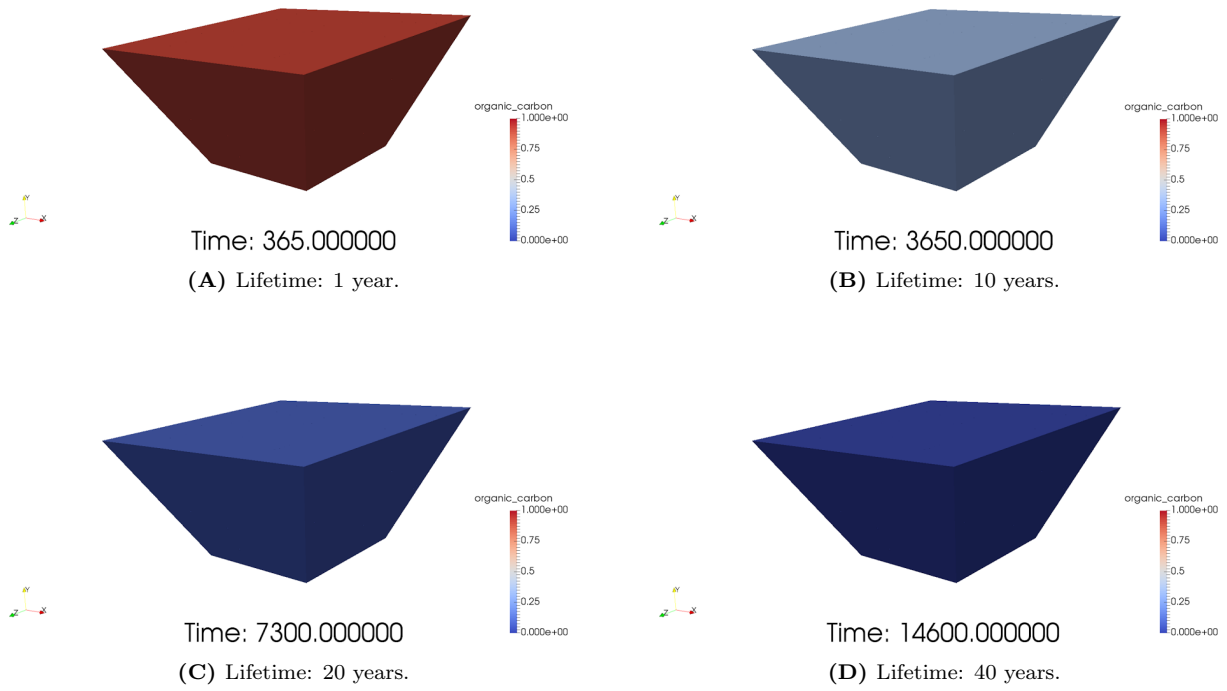 organic_carbon
1.000e+00
0.75
0.5
0.25
0.000e+00
Y
Z X
Time: 365.000000
(A) Lifetime: 1 year.
organic_carbon
1.000e+00
0.75
0.5
0.25
0.000e+00
Y
Z X
Time: 3650.000000
(B) Lifetime: 10 years.
organic_carbon
1.000e+00
0.75
0.5
0.25
0.000e+00
Y
Z X
Time: 7300.000000
(C) Lifetime: 20 years.
organic_carbon
1.000e+00
0.75
0.5
0.25
0.000e+00
Y
Z X
Time: 14600.000000
(D) Lifetime: 40 years.